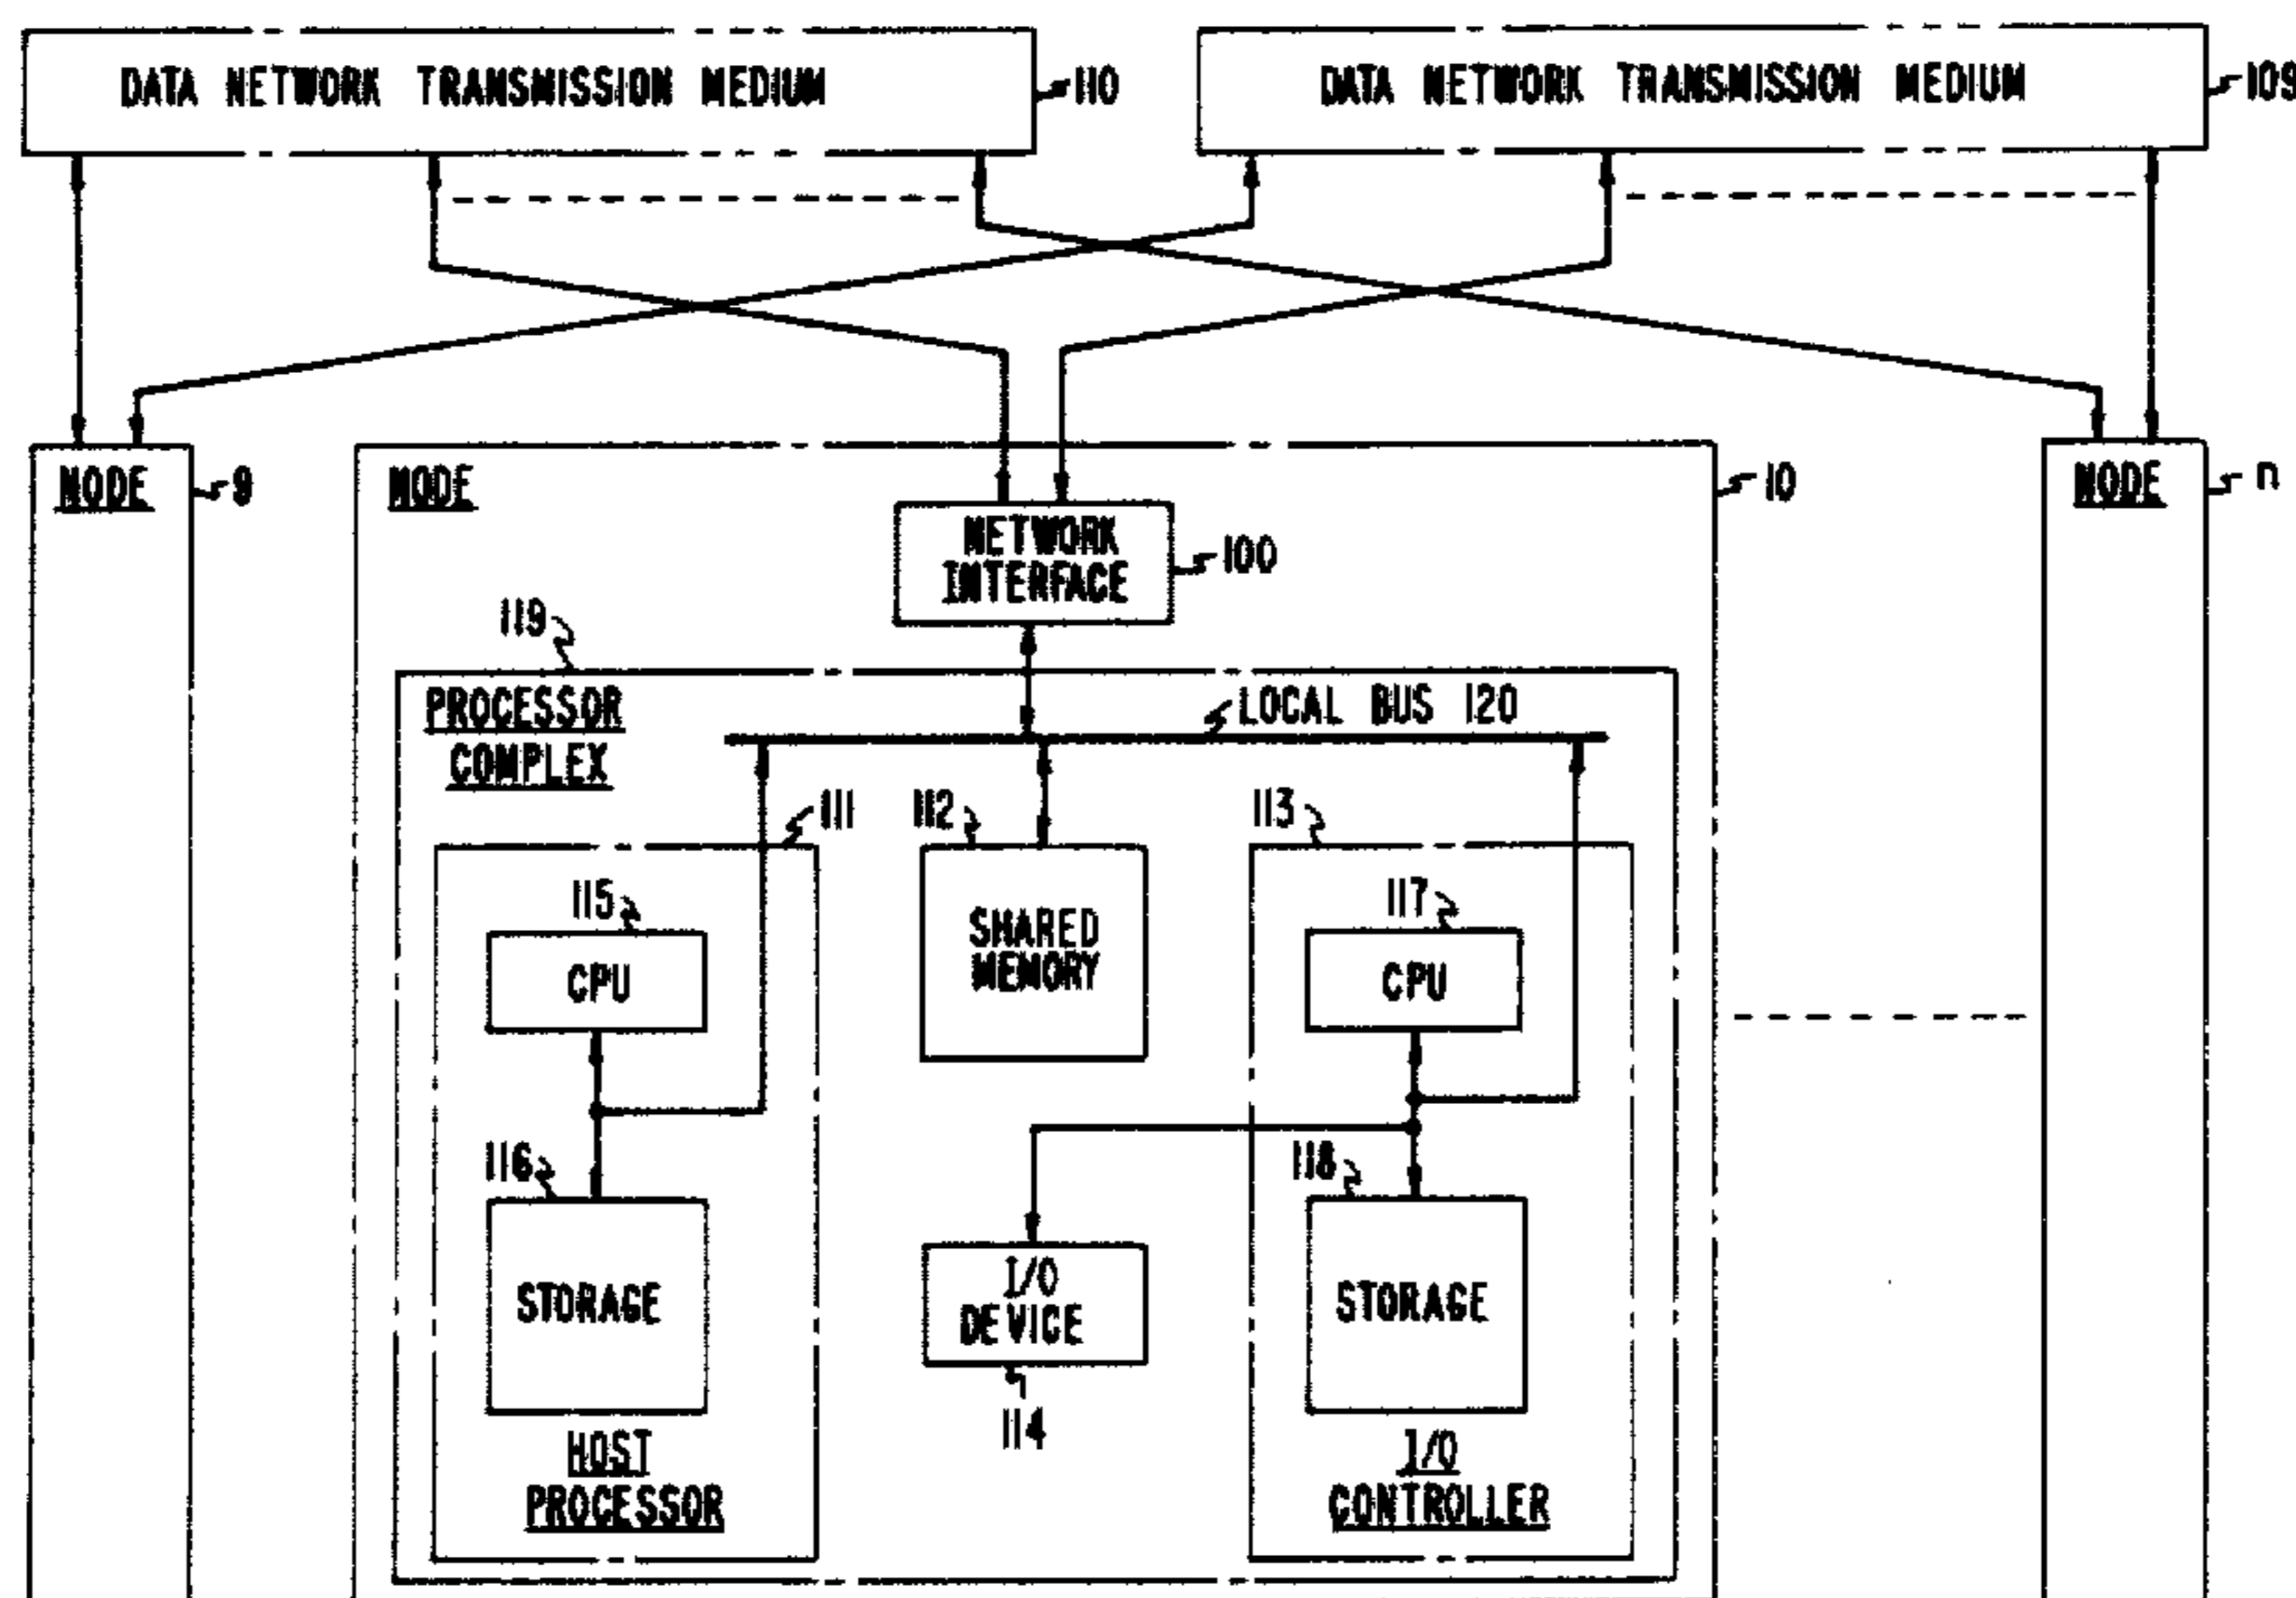 DATA NETWORK TRANSMISSION MEDIUM
110
DATA NETWORK TRANSMISSION MEDIUM
109
NODE
9
NODE
10
NODE
n
NETWORK
INTERFACE
100
119
PROCESSOR
COMPLEX
LOCAL BUS 120
111
112
113
115
CPU
SHARED
MEMORY
117
CPU
116
STORAGE
118
STORAGE
I/O
DEVICE
114
HOST
PROCESSOR
I/O
CONTROLLER